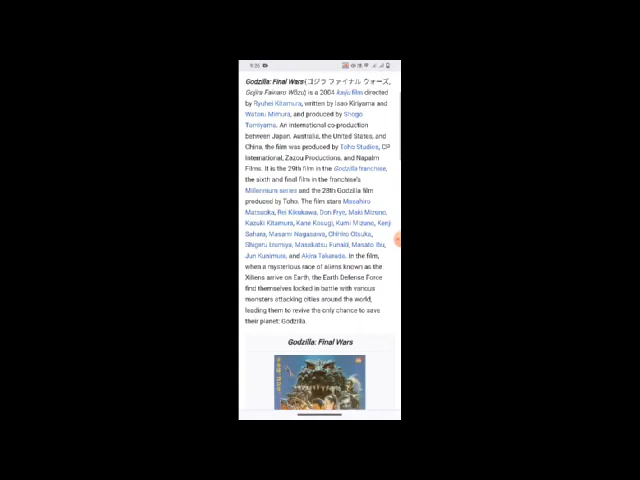 9:26
Godzilla: Final Wars (ゴジラ ファイナル ウォーズ,
Gojira Fainaru Wōzu) is a 2004 kaiju film directed
by Ryuhei Kitamura, written by Isao Kiriyama and
Wataru Mimura, and produced by Shogo
Tomiyama. An international co-production
between Japan, Australia, the United States, and
China, the film was produced by Toho Studios, CP
International, Zazou Productions, and Napalm
Films. It is the 29th film in the Godzilla franchise,
the sixth and final film in the franchise's
Millennium series and the 28th Godzilla film
produced by Toho. The film stars Masahiro
Matsuoka, Rei Kikukawa, Don Frye, Maki Mizuno,
Kazuki Kitamura, Kane Kosugi, Kumi Mizuno, Kenji
Sahara, Masami Nagasawa, Chihiro Otsuka,
Shigeru Izumiya, Masakatsu Funaki, Masato Ibu,
Jun Kunimura, and Akira Takarada. In the film,
when a mysterious race of aliens known as the
Xiliens arrive on Earth, the Earth Defense Force
find themselves locked in battle with various
monsters attacking cities around the world,
leading them to revive the only chance to save
their planet: Godzilla.
Godzilla: Final Wars